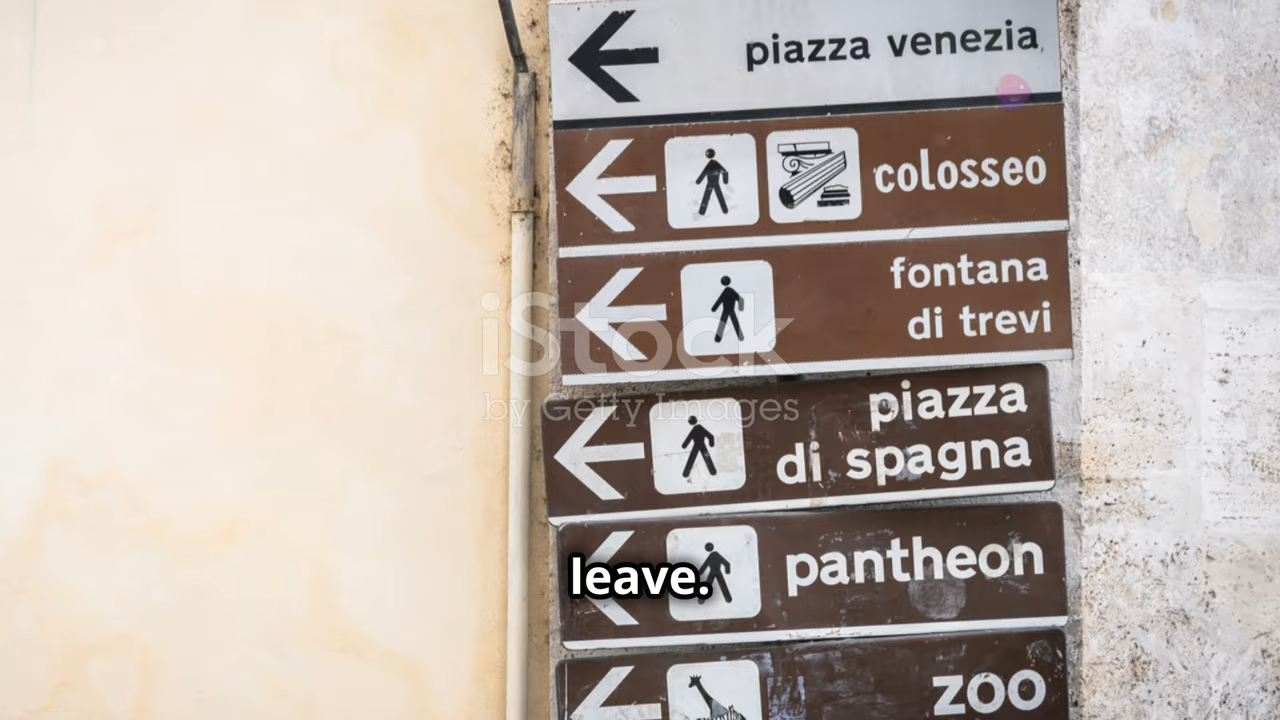 piazza venezia
colosseo
fontana
di trevi
iStock
by Getty Images
piazza
di spagna
pantheon
leave.
zoo